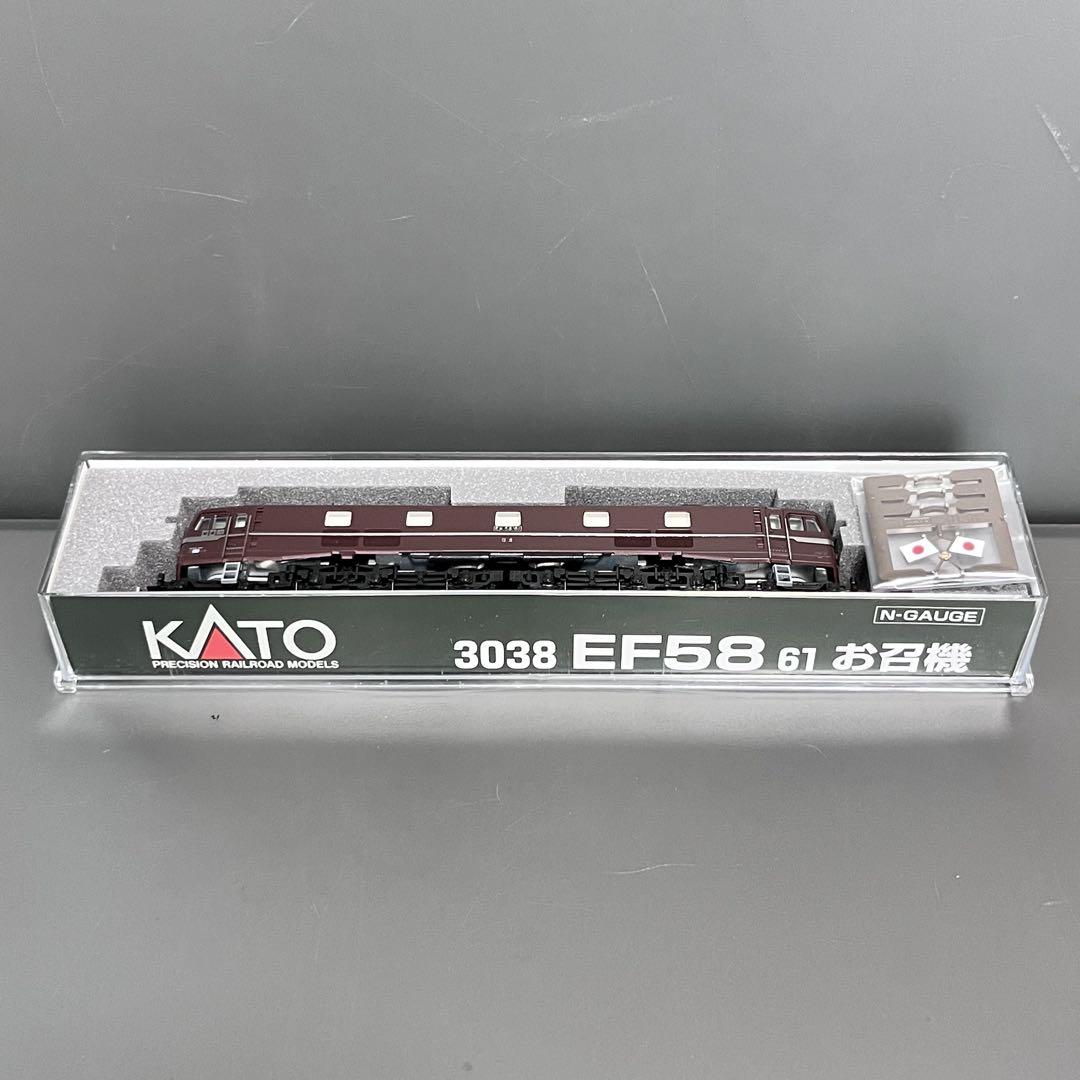 N-GAUGE
KATO
PRECISION RAILROAD MODELS
3038 EF58 61 お召機